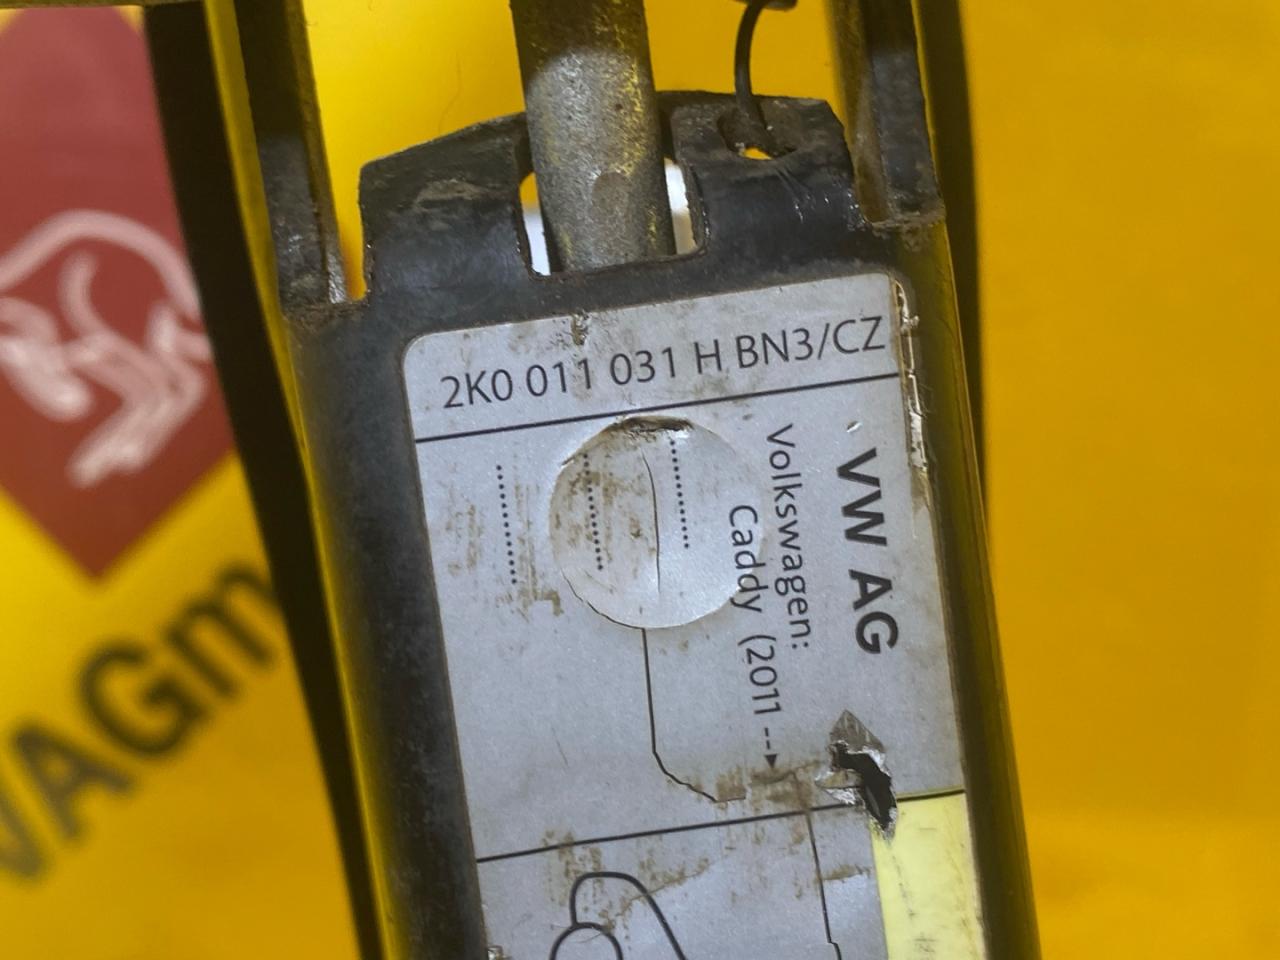 2K0 011 031 H BN3/CZ
VW AG
Volkswagen:
Caddy (2011 --►
VAGm